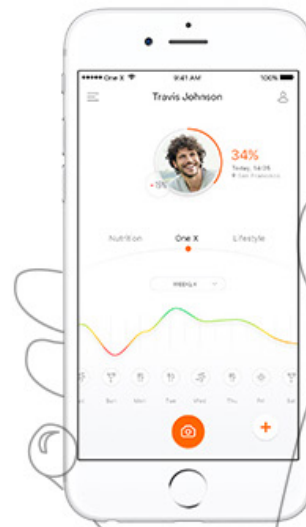 One X 9:41 AM 100%
Travis Johnson
34%
Today, 14:05
San Francisco
+15%
Nutrition One X Lifestyle
WEEKLY
Sun Mon Tue Wed Thu Fri